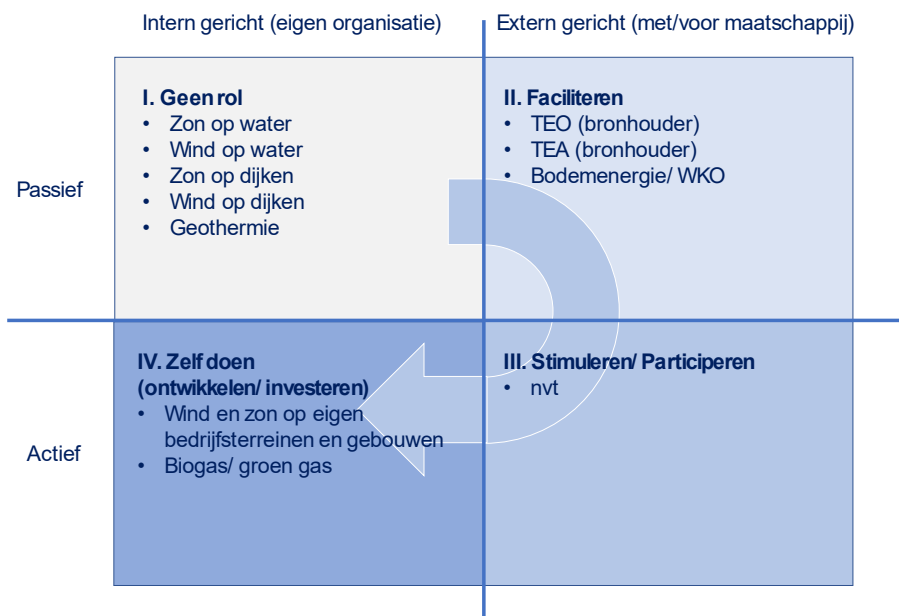 Intern gericht (eigen organisatie)
Extern gericht (met/voor maatschappij)
Passief
I. Geen rol
• Zon op water
• Wind op water
• Zon op dijken
• Wind op dijken
• Geothermie
II. Faciliteren
• TEO (bronhouder)
• TEA (bronhouder)
• Bodemenergie/ WKO
Actief
IV. Zelf doen
(ontwikkelen/ investeren)
• Wind en zon op eigen
bedrijfsterreinen en gebouwen
• Biogas/ groen gas
III. Stimuleren/ Participeren
• nvt